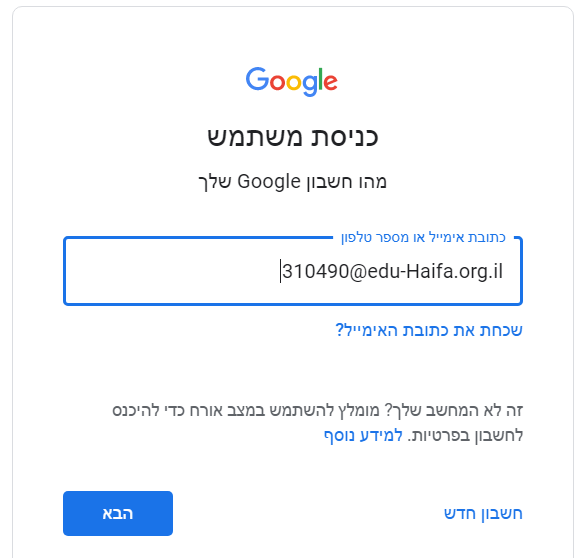 Google
כניסת משתמש
מהו חשבון Google שלך
כתובת אימייל או מספר טלפון
310490@edu-Haifa.org.il
שכחת את כתובת האימייל?
זה לא המחשב שלך? מומלץ להשתמש במצב אורח כדי להיכנס
לחשבון בפרטיות. למידע נוסף
חשבון חדש
הבא